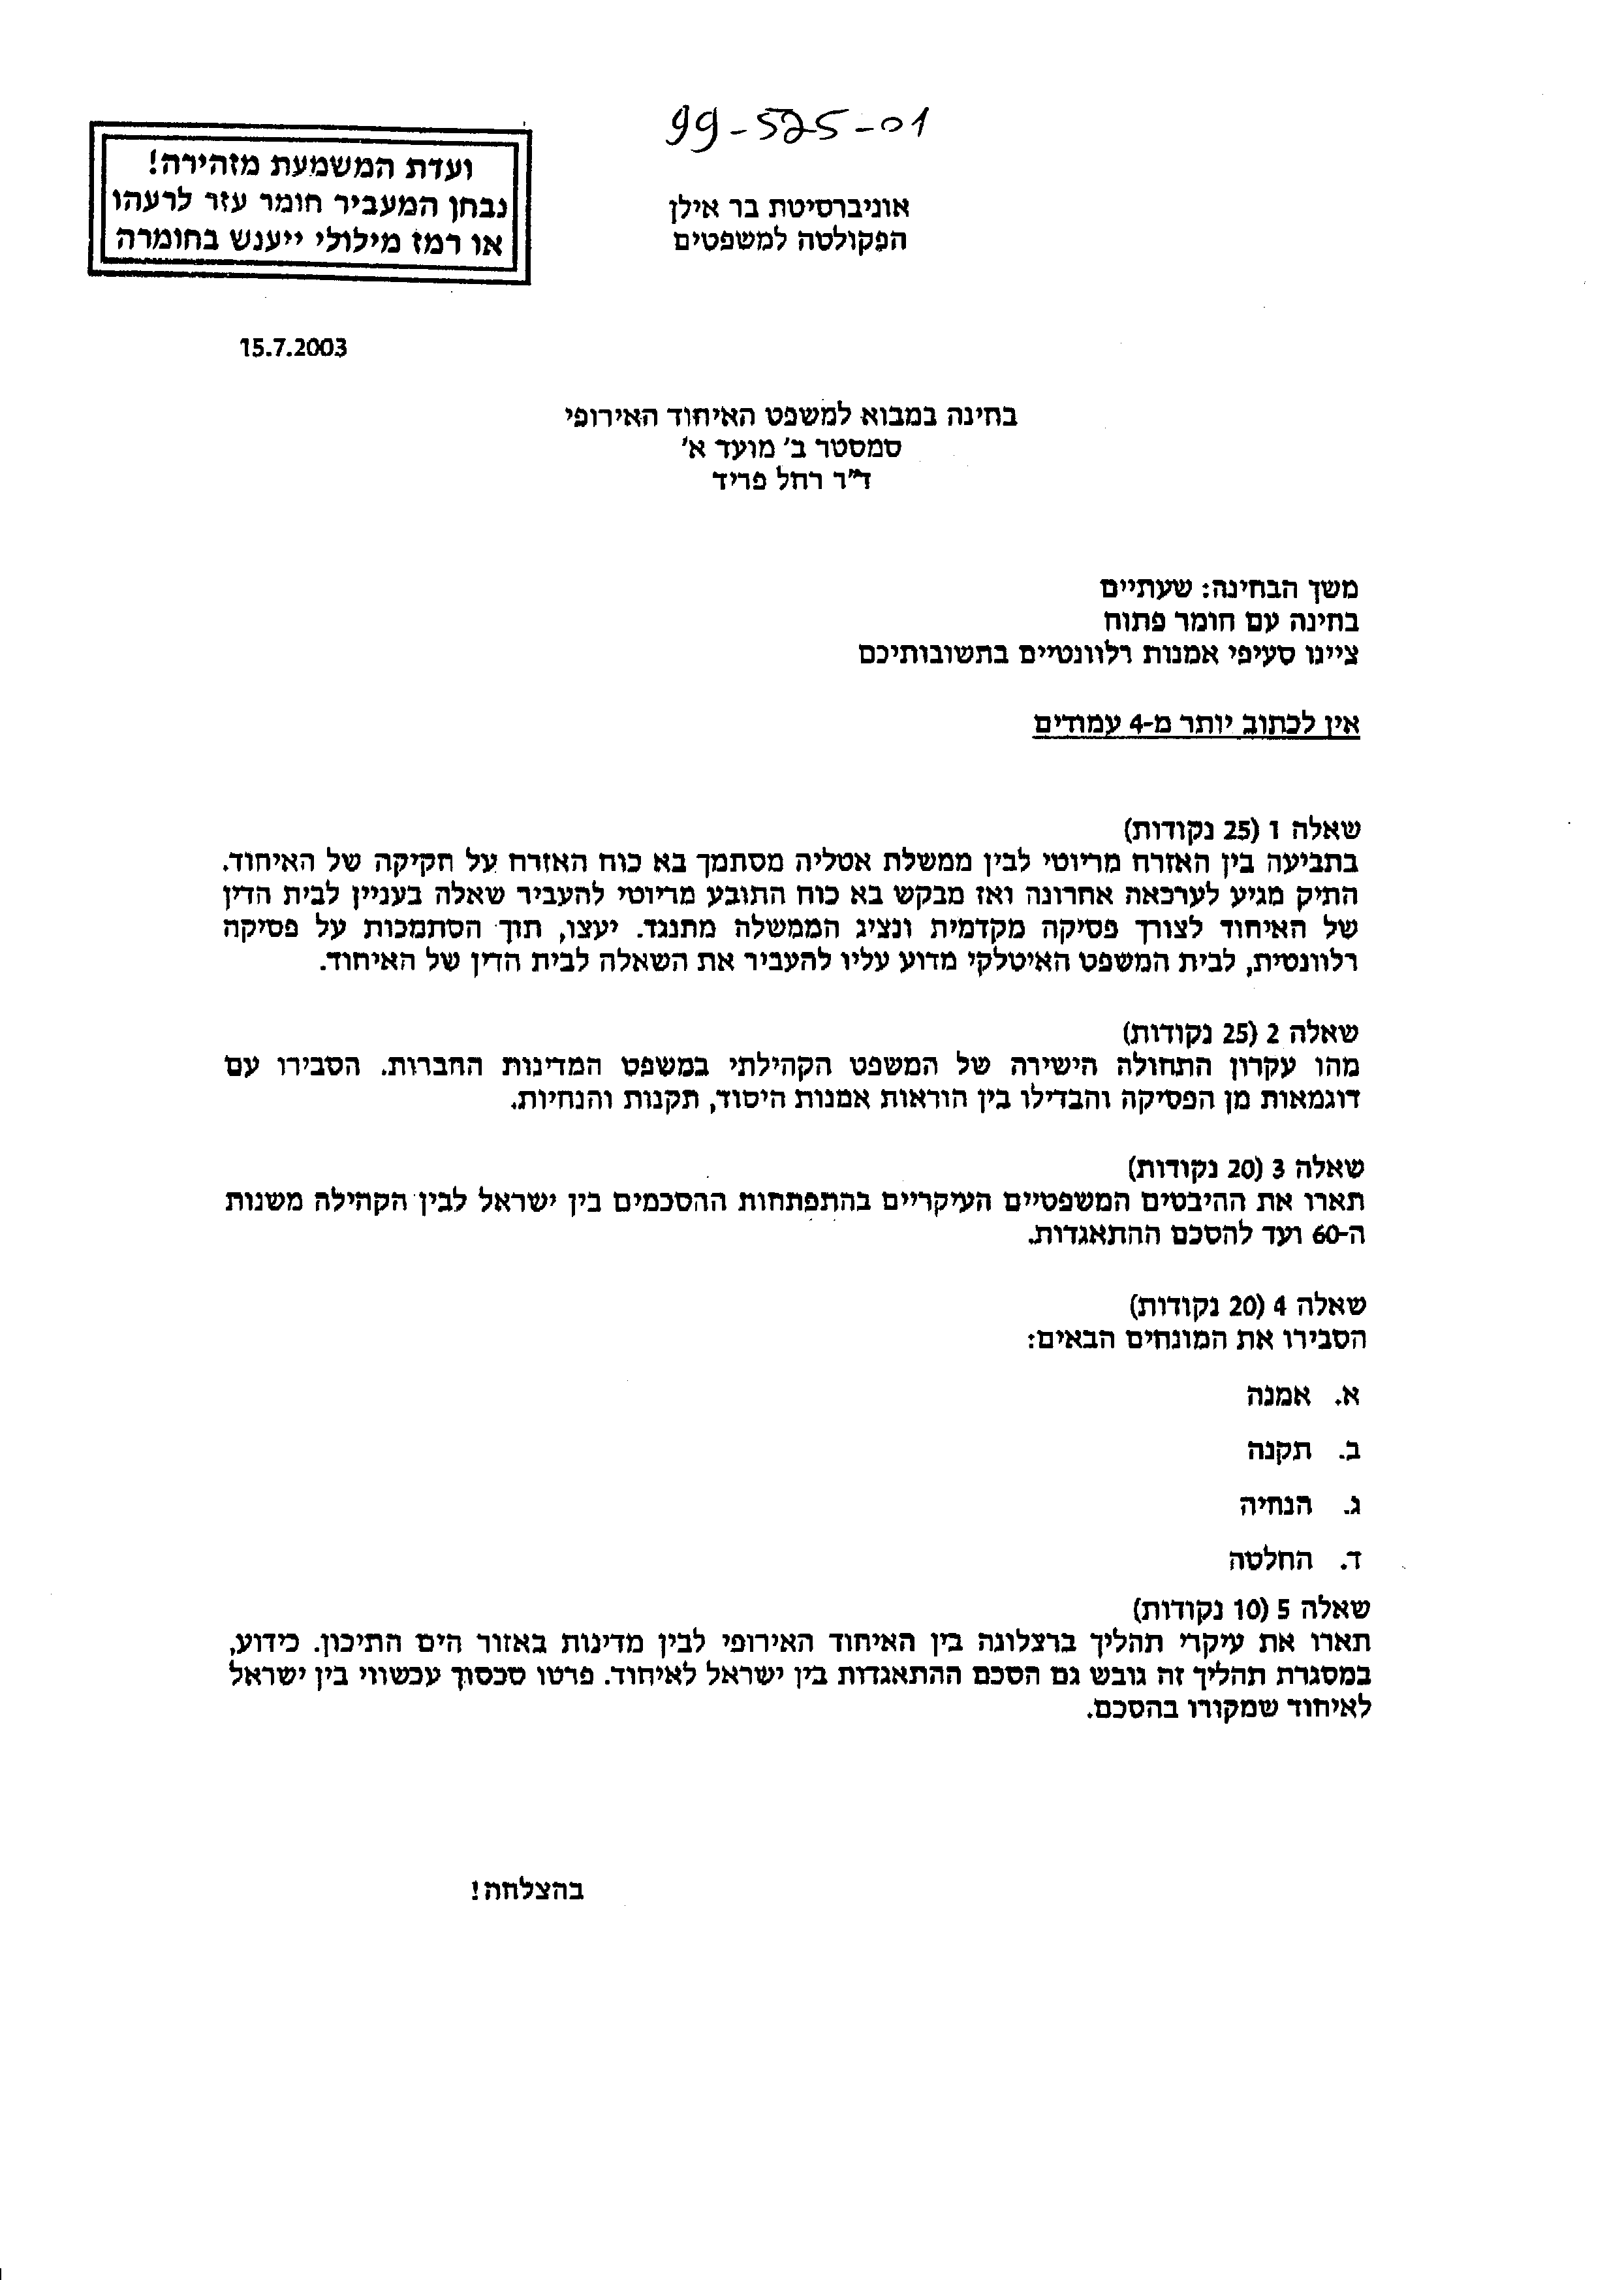 99-525-01
ועדת המשמעת מזהירה!
נבחן המעביר חומר עזר לרעהו
או רמז מילולי ייענש בחומרה
אוניברסיטת בר אילן
הפקולטה למשפטים
15.7.2003
בחינה במבוא למשפט האיחוד האירופי
סמסטר ב' מועד א'
ד"ר רחל פריד
משך הבחינה: שעתיים
בחינה עם חומר פתוח
ציינו סעיפי אמנות רלוונטיים בתשובותיכם
אין לכתוב יותר מ-4 עמודים
שאלה 1 (25 נקודות)
בתביעה בין האזרח מריוטי לבין ממשלת אטליה מסתמך בא כוח האזרח על חקיקה של האיחוד.
התיק מגיע לערכאה אחרונה ואז מבקש בא כוח התובע מריוטי להעביר שאלה בעניין לבית הדין
של האיחוד לצורך פסיקה מקדמית ונציג הממשלה מתנגד. יעצו, תוך הסתמכות על פסיקה
רלוונטית, לבית המשפט האיטלקי מדוע עליו להעביר את השאלה לבית הדין של האיחוד.
שאלה 2 (25 נקודות)
מהו עקרון התחולה הישירה של המשפט הקהילתי במשפט המדינות החברות. הסבירו עם
דוגמאות מן הפסיקה והבדילו בין הוראות אמנות היסוד, תקנות והנחיות.
שאלה 3 (20 נקודות)
תארו את ההיבטים המשפטיים העיקריים בהתפתחות ההסכמים בין ישראל לבין הקהילה משנות
ה-60 ועד להסכם ההתאגדות.
שאלה 4 (20 נקודות)
הסבירו את המונחים הבאים:
א. אמנה
ב. תקנה
ג. הנחיה
ד. החלטה
שאלה 5 (10 נקודות)
תארו את עיקרי תהליך ברצלונה בין האיחוד האירופי לבין מדינות באזור הים התיכון. כידוע,
במסגרת תהליך זה גובש גם הסכם ההתאגדות בין ישראל לאיחוד. פרטו סכסוך עכשווי בין ישראל
לאיחוד שמקורו בהסכם.
בהצלחה!